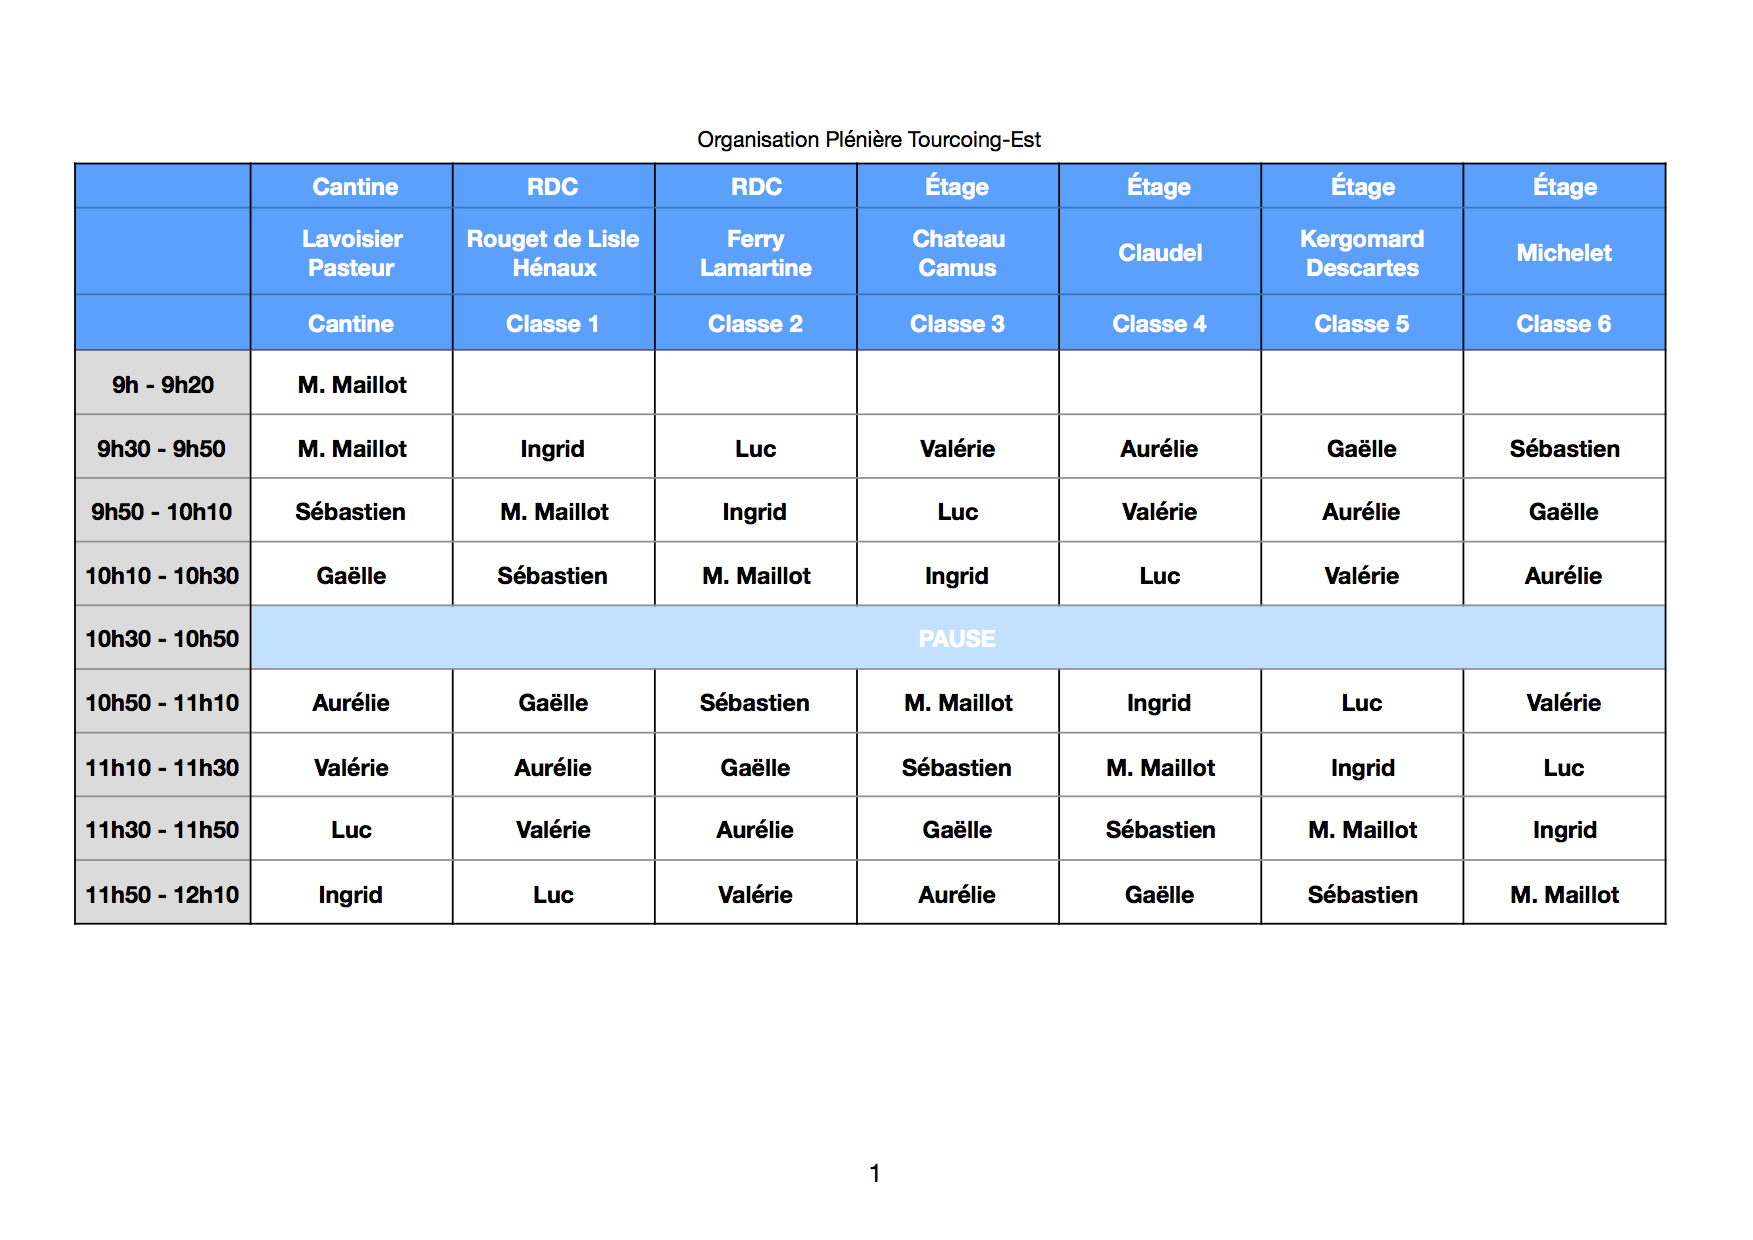 Organisation Plénière Tourcoing-Est
Cantine RDC RDC Étage Étage Étage Étage
Lavoisier Pasteur Rouget de Lisle Hénaux Ferry Lamartine Chateau Camus Claudel Kergomard Descartes Michelet
Cantine Classe 1 Classe 2 Classe 3 Classe 4 Classe 5 Classe 6
9h - 9h20 M. Maillot
9h30 - 9h50 M. Maillot Ingrid Luc Valérie Aurélie Gaëlle Sébastien
9h50 - 10h10 Sébastien M. Maillot Ingrid Luc Valérie Aurélie Gaëlle
10h10 - 10h30 Gaëlle Sébastien M. Maillot Ingrid Luc Valérie Aurélie
10h30 - 10h50 PAUSE
10h50 - 11h10 Aurélie Gaëlle Sébastien M. Maillot Ingrid Luc Valérie
11h10 - 11h30 Valérie Aurélie Gaëlle Sébastien M. Maillot Ingrid Luc
11h30 - 11h50 Luc Valérie Aurélie Gaëlle Sébastien M. Maillot Ingrid
11h50 - 12h10 Ingrid Luc Valérie Aurélie Gaëlle Sébastien M. Maillot
1